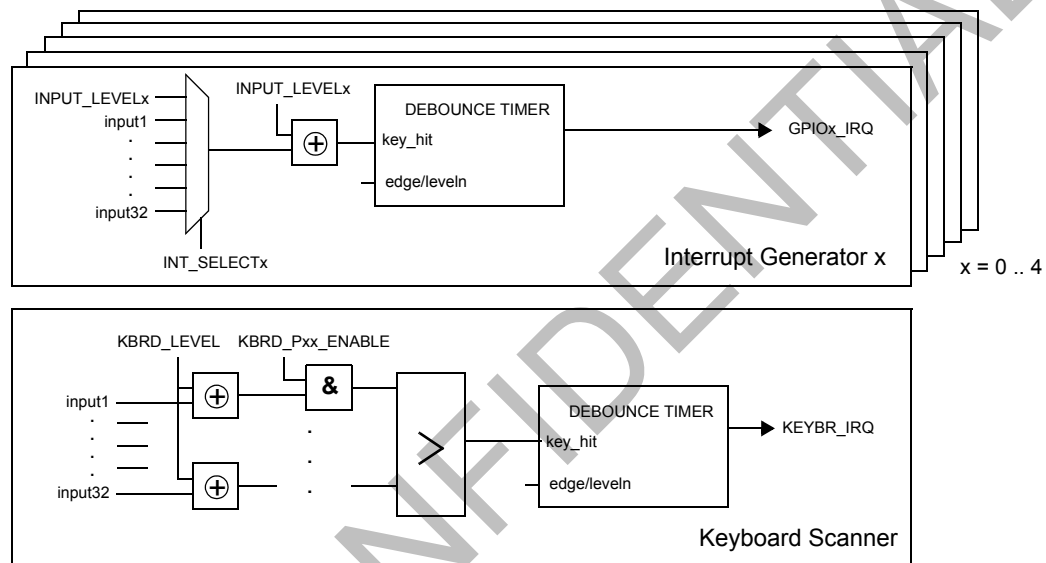 INPUT_LEVELx
input1
.
.
.
.
input32
INT_SELECTx
INPUT_LEVELx
DEBOUNCE TIMER
key_hit
edge/leveln
GPIOx_IRQ
Interrupt Generator x
x = 0 .. 4
KBRD_LEVEL KBRD_Pxx_ENABLE
&
input1
.
.
.
.
input32
.
.
.
>
DEBOUNCE TIMER
key_hit
edge/leveln
KEYBR_IRQ
Keyboard Scanner
NFIDENTIAL